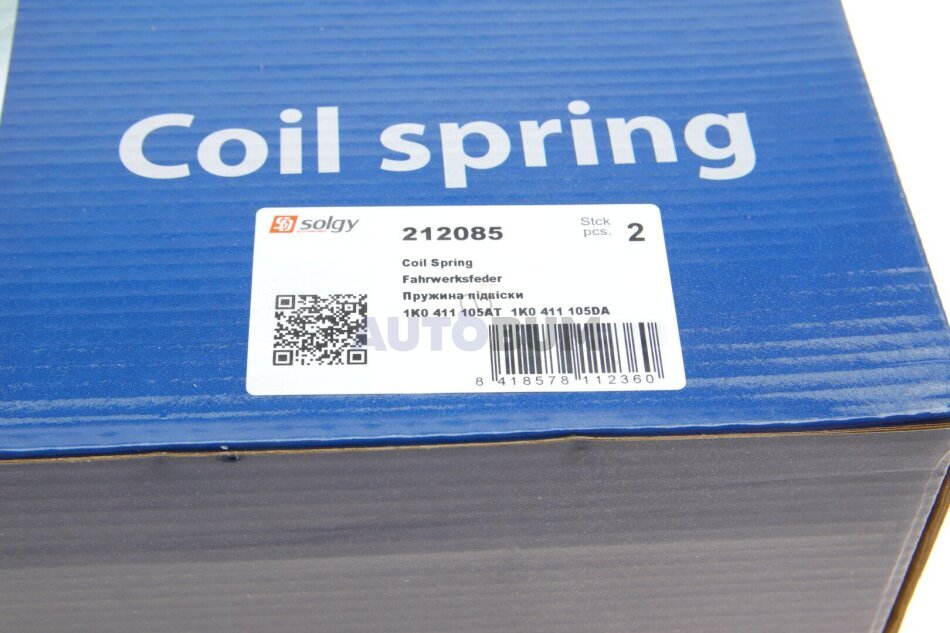 Coil spring
solgy
212085
Stck
pcs. 2
Coil Spring
Fahrwerksfeder
Пружина підвіски
1K0 411 105AT 1K0 411 105DA
AUTODUM
8 418578 112360